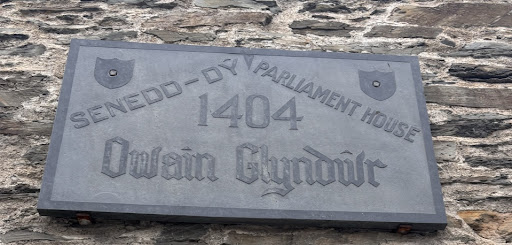 SENEDD-DY PARLIAMENT HOUSE
1404
Owain Glyndŵr